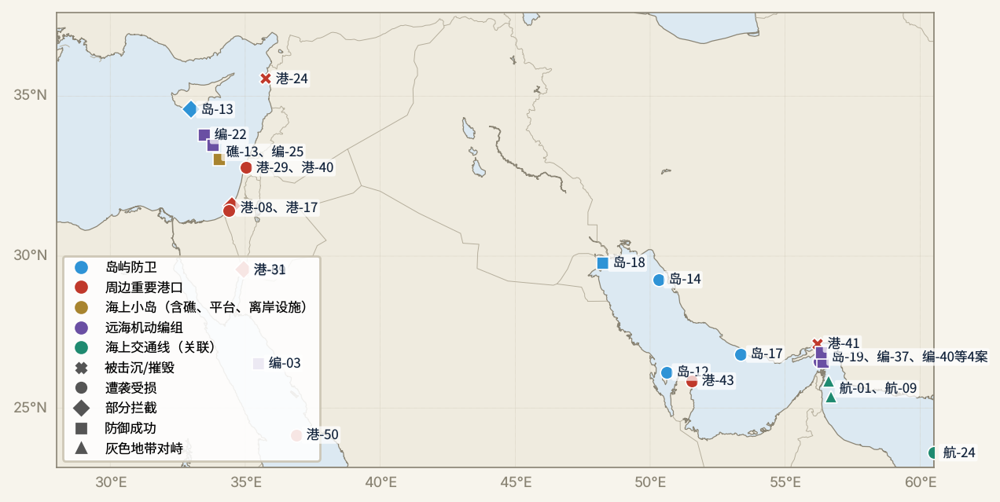 35°N
30°N
25°N
港-24
岛-13
编-22
礁-13、编-25
港-29、港-40
港-08、港-17
港-31
编-03
港-50
岛-18
岛-14
岛-17
岛-12
港-43
港-41
岛-19、编-37、编-40等4案
航-01、航-09
航-24
岛屿防卫
周边重要港口
海上小岛（含礁、平台、离岸设施）
远海机动编组
海上交通线（关联）
被击沉/摧毁
遭袭受损
部分拦截
防御成功
灰色地带对峙
30°E
35°E
40°E
45°E
50°E
55°E
60°E